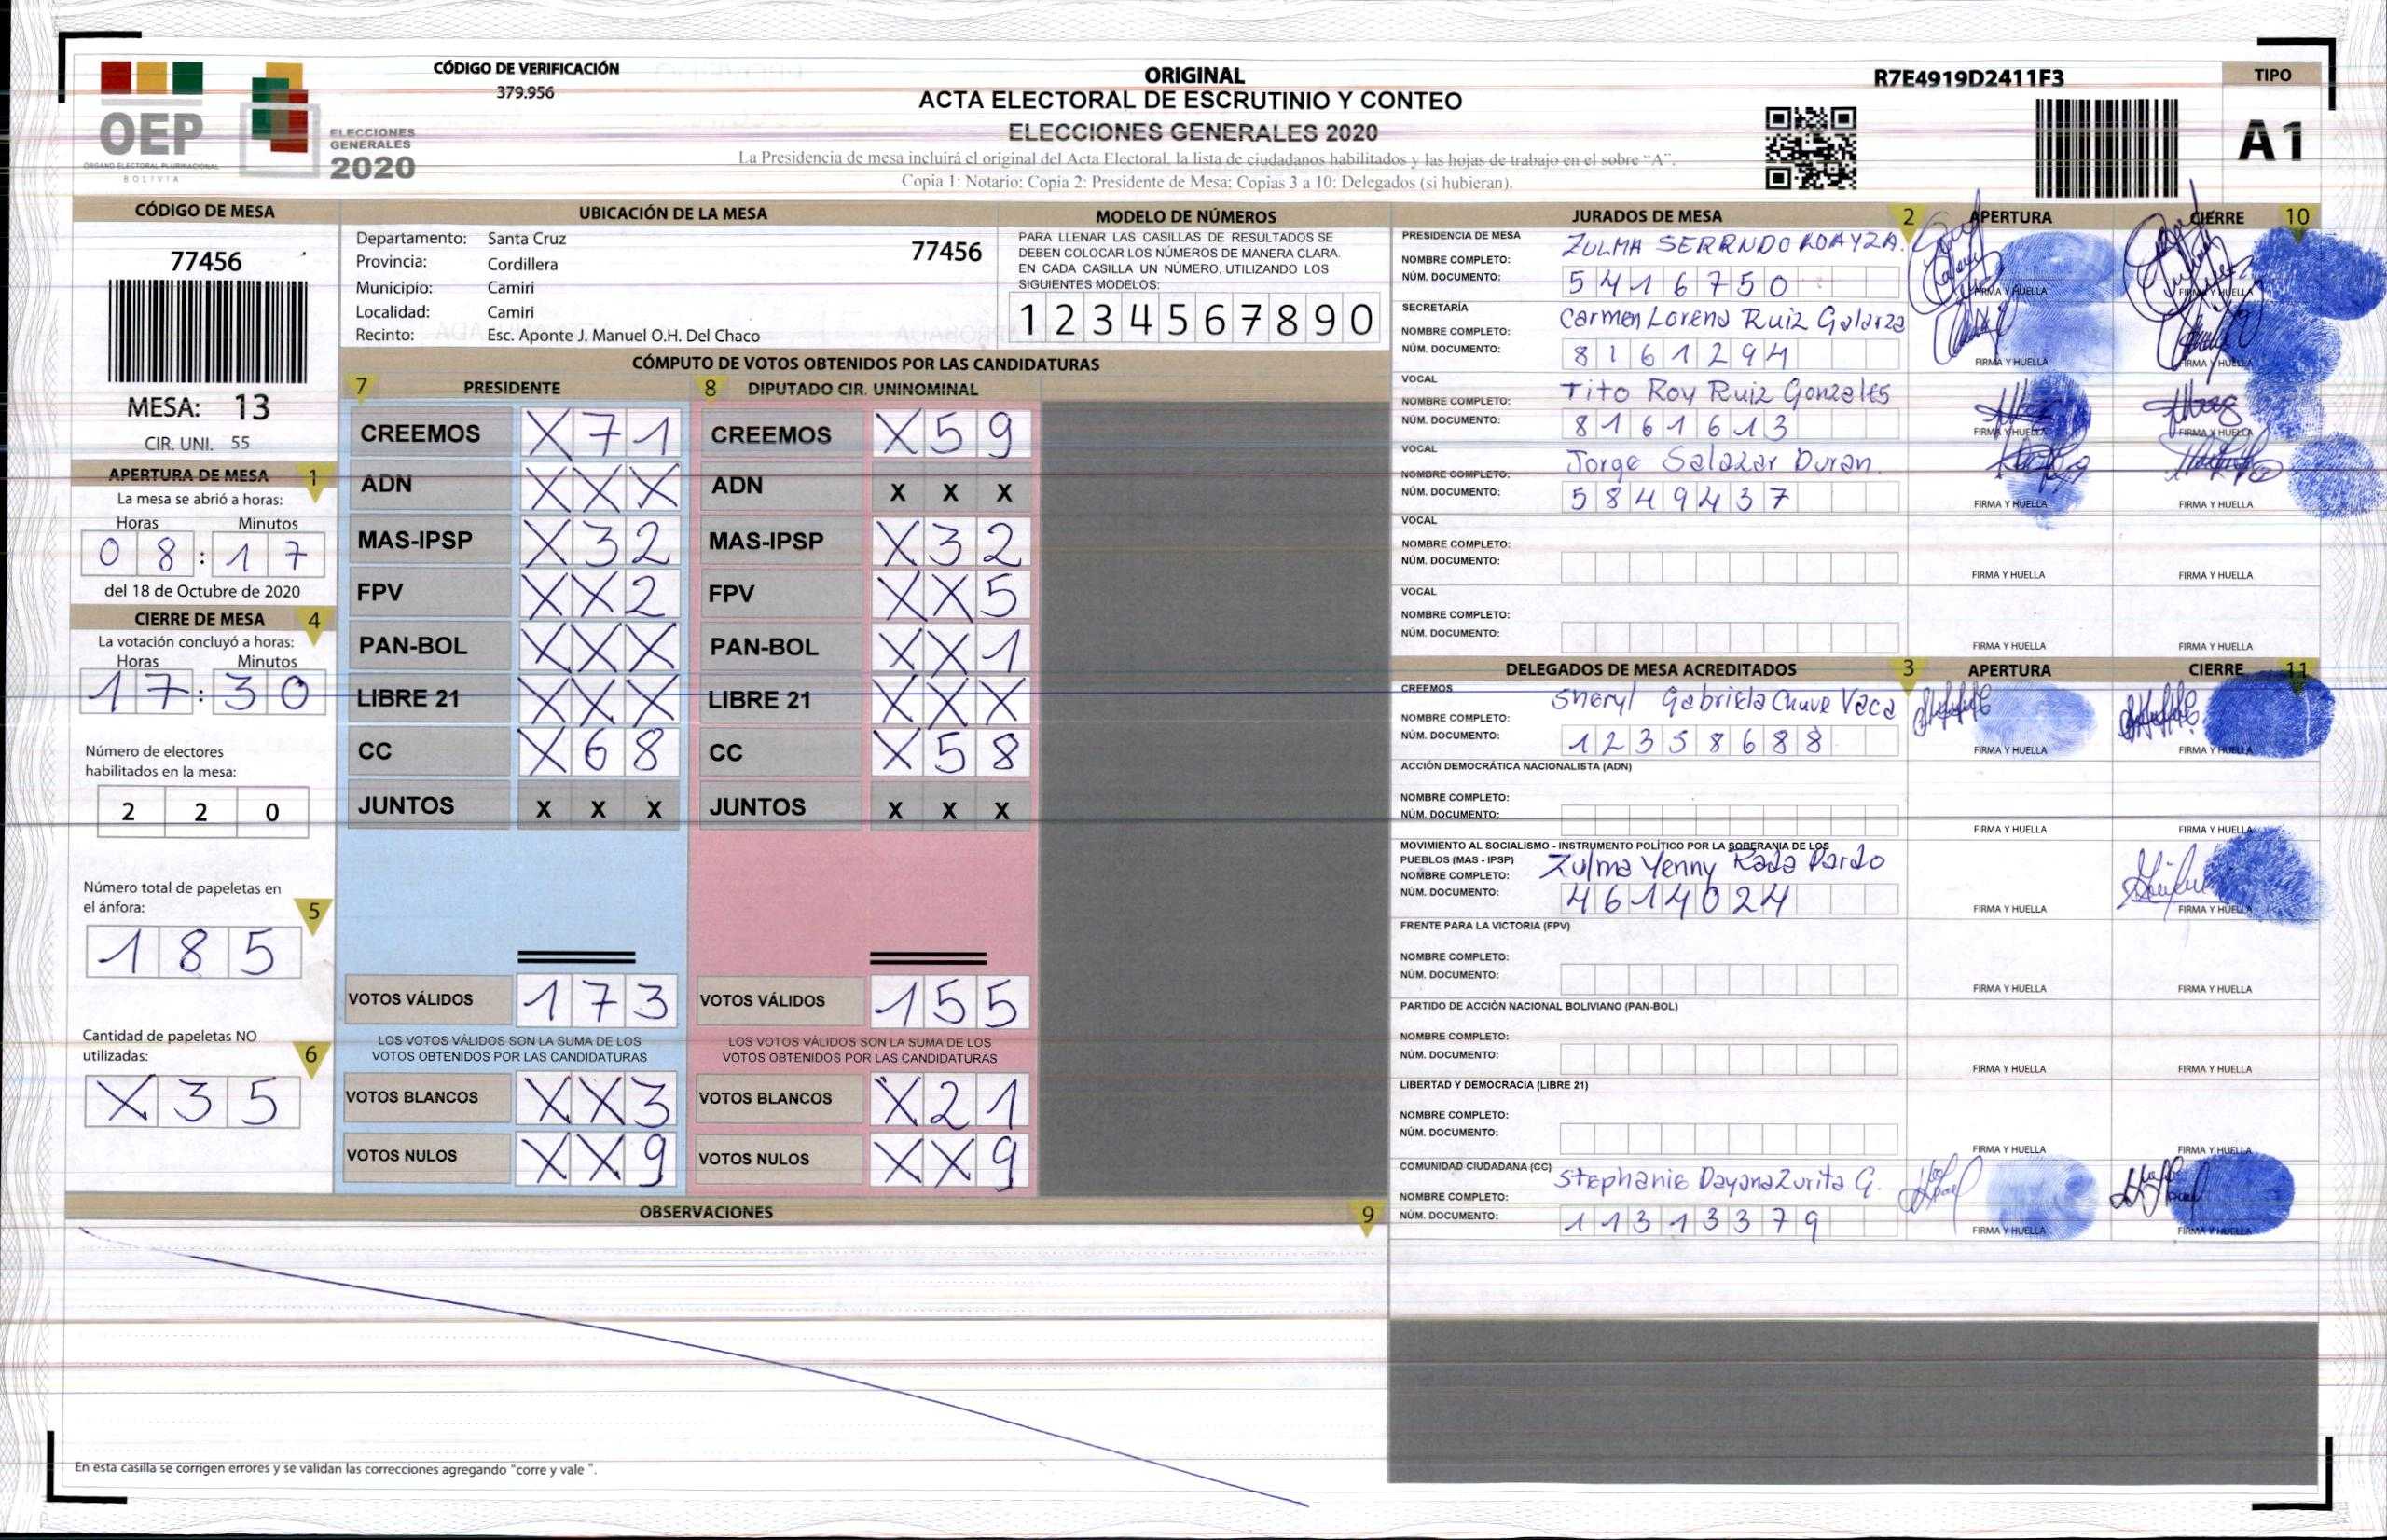 CÓDIGO DE VERIFICACIÓN
379.956
OEP
ÓRGANO ELECTORAL PLURINACIONAL
BOLIVIA
ELECCIONES
GENERALES
2020
ORIGINAL
ACTA ELECTORAL DE ESCRUTINIO Y CONTEO
ELECCIONES GENERALES 2020
La Presidencia de mesa incluirá el original del Acta Electoral, la lista de ciudadanos habilitados y las hojas de trabajo en el sobre "A".
Copia 1: Notario; Copia 2: Presidente de Mesa; Copias 3 a 10: Delegados (si hubieran).
R7E4919D2411F3
TIPO
A1
CÓDIGO DE MESA
77456
MESA: 13
CIR. UNI. 55
APERTURA DE MESA 1
La mesa se abrió a horas:
Horas Minutos
0 8 : 1 7
del 18 de Octubre de 2020
CIERRE DE MESA 4
La votación concluyó a horas:
Horas Minutos
1 7 : 3 0
Número de electores
habilitados en la mesa:
2 2 0
Número total de papeletas en
el ánfora: 5
1 8 5
Cantidad de papeletas NO
utilizadas: 6
X 3 5
UBICACIÓN DE LA MESA
Departamento: Santa Cruz 77456
Provincia: Cordillera
Municipio: Camiri
Localidad: Camiri
Recinto: Esc. Aponte J. Manuel O.H. Del Chaco
MODELO DE NÚMEROS
PARA LLENAR LAS CASILLAS DE RESULTADOS SE
DEBEN COLOCAR LOS NÚMEROS DE MANERA CLARA.
EN CADA CASILLA UN NÚMERO, UTILIZANDO LOS
SIGUIENTES MODELOS:
1 2 3 4 5 6 7 8 9 0
CÓMPUTO DE VOTOS OBTENIDOS POR LAS CANDIDATURAS
7 PRESIDENTE 8 DIPUTADO CIR. UNINOMINAL
CREEMOS X 7 1 CREEMOS X 5 9
ADN X X X ADN X X X
MAS-IPSP X 3 2 MAS-IPSP X 3 2
FPV X X 2 FPV X X 5
PAN-BOL X X X PAN-BOL X X 1
LIBRE 21 X X X LIBRE 21 X X X
CC X 6 8 CC X 5 8
JUNTOS X X X JUNTOS X X X
VOTOS VÁLIDOS 1 7 3 VOTOS VÁLIDOS 1 5 5
LOS VOTOS VÁLIDOS SON LA SUMA DE LOS LOS VOTOS VÁLIDOS SON LA SUMA DE LOS
VOTOS OBTENIDOS POR LAS CANDIDATURAS VOTOS OBTENIDOS POR LAS CANDIDATURAS
VOTOS BLANCOS X X 3 VOTOS BLANCOS X 2 1
VOTOS NULOS X X 9 VOTOS NULOS X X 9
OBSERVACIONES 9
En esta casilla se corrigen errores y se validan las correcciones agregando "corre y vale ".
JURADOS DE MESA 2 APERTURA CIERRE 10
PRESIDENCIA DE MESA
NOMBRE COMPLETO: ZULMA SERRNDO LOAYZA.
NÚM. DOCUMENTO: 5 4 1 6 7 5 0 FIRMA Y HUELLA FIRMA Y HUELLA
SECRETARÍA
NOMBRE COMPLETO: Carmen Lorena Ruiz Galarza
NÚM. DOCUMENTO: 8 1 6 1 2 9 4 FIRMA Y HUELLA FIRMA Y HUELLA
VOCAL
NOMBRE COMPLETO: Tito Roy Ruiz Gonzales
NÚM. DOCUMENTO: 8 1 6 1 6 1 3 FIRMA Y HUELLA FIRMA Y HUELLA
VOCAL
NOMBRE COMPLETO: Jorge Salazar Duran.
NÚM. DOCUMENTO: 5 8 4 9 4 3 7 FIRMA Y HUELLA FIRMA Y HUELLA
VOCAL
NOMBRE COMPLETO:
NÚM. DOCUMENTO: FIRMA Y HUELLA FIRMA Y HUELLA
VOCAL
NOMBRE COMPLETO:
NÚM. DOCUMENTO: FIRMA Y HUELLA FIRMA Y HUELLA
DELEGADOS DE MESA ACREDITADOS 3 APERTURA CIERRE 11
CREEMOS
NOMBRE COMPLETO: Sheryl Gabriela Chuve Vaca
NÚM. DOCUMENTO: 1 2 3 5 8 6 8 8 FIRMA Y HUELLA FIRMA Y HUELLA
ACCIÓN DEMOCRÁTICA NACIONALISTA (ADN)
NOMBRE COMPLETO:
NÚM. DOCUMENTO: FIRMA Y HUELLA FIRMA Y HUELLA
MOVIMIENTO AL SOCIALISMO - INSTRUMENTO POLÍTICO POR LA SOBERANIA DE LOS
PUEBLOS (MAS - IPSP)
NOMBRE COMPLETO: Zulma Yenny Rada Pardo
NÚM. DOCUMENTO: 4 6 1 4 0 2 4 FIRMA Y HUELLA FIRMA Y HUELLA
FRENTE PARA LA VICTORIA (FPV)
NOMBRE COMPLETO:
NÚM. DOCUMENTO: FIRMA Y HUELLA FIRMA Y HUELLA
PARTIDO DE ACCIÓN NACIONAL BOLIVIANO (PAN-BOL)
NOMBRE COMPLETO:
NÚM. DOCUMENTO: FIRMA Y HUELLA FIRMA Y HUELLA
LIBERTAD Y DEMOCRACIA (LIBRE 21)
NOMBRE COMPLETO:
NÚM. DOCUMENTO: FIRMA Y HUELLA FIRMA Y HUELLA
COMUNIDAD CIUDADANA (CC)
NOMBRE COMPLETO: Stephanie Dayana Zurita G.
NÚM. DOCUMENTO: 1 1 3 1 3 3 7 9 FIRMA Y HUELLA FIRMA Y HUELLA